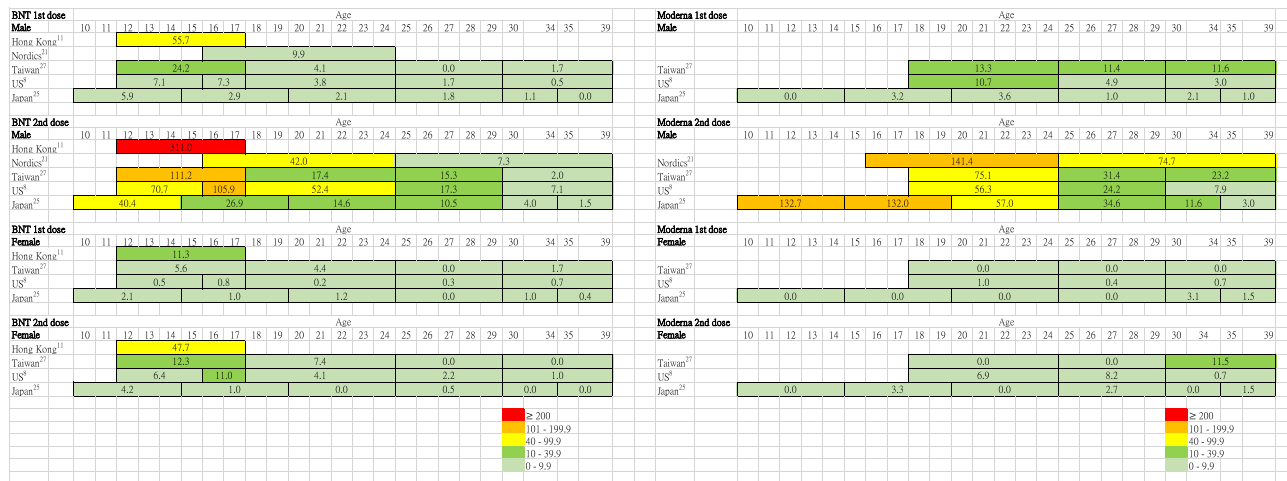 BNT 1st dose Age
Male 10 11 12 13 14 15 16 17 18 19 20 21 22 23 24 25 26 27 28 29 30 34 35 39
Hong Kong11 55.7
Nordics21 9.9
Taiwan27 24.2 4.1 0.0 1.7
US8 7.1 7.3 3.8 1.7 0.5
Japan25 5.9 2.9 2.1 1.8 1.1 0.0
BNT 2nd dose Age
Male 10 11 12 13 14 15 16 17 18 19 20 21 22 23 24 25 26 27 28 29 30 34 35 39
Hong Kong11 311.0
Nordics21 42.0 7.3
Taiwan27 111.2 17.4 15.3 2.0
US8 70.7 105.9 52.4 17.3 7.1
Japan25 40.4 26.9 14.6 10.5 4.0 1.5
BNT 1st dose Age
Female 10 11 12 13 14 15 16 17 18 19 20 21 22 23 24 25 26 27 28 29 30 34 35 39
Hong Kong11 11.3
Taiwan27 5.6 4.4 0.0 1.7
US8 0.5 0.8 0.2 0.3 0.7
Japan25 2.1 1.0 1.2 0.0 1.0 0.4
BNT 2nd dose Age
Female 10 11 12 13 14 15 16 17 18 19 20 21 22 23 24 25 26 27 28 29 30 34 35 39
Hong Kong11 47.7
Taiwan27 12.3 7.4 0.0 0.0
US8 6.4 11.0 4.1 2.2 1.0
Japan25 4.2 1.0 0.0 0.5 0.0 0.0
≥ 200
101 - 199.9
40 - 99.9
10 - 39.9
0 - 9.9
Moderna 1st dose Age
Male 10 11 12 13 14 15 16 17 18 19 20 21 22 23 24 25 26 27 28 29 30 34 35 39
Taiwan27 13.3 11.4 11.6
US8 10.7 4.9 3.0
Japan25 0.0 3.2 3.6 1.0 2.1 1.0
Moderna 2nd dose Age
Male 10 11 12 13 14 15 16 17 18 19 20 21 22 23 24 25 26 27 28 29 30 34 35 39
Nordics21 141.4 74.7
Taiwan27 75.1 31.4 23.2
US8 56.3 24.2 7.9
Japan25 132.7 132.0 57.0 34.6 11.6 3.0
Moderna 1st dose Age
Female 10 11 12 13 14 15 16 17 18 19 20 21 22 23 24 25 26 27 28 29 30 34 35 39
Taiwan27 0.0 0.0 0.0
US8 1.0 0.4 0.7
Japan25 0.0 0.0 0.0 0.0 3.1 1.5
Moderna 2nd dose Age
Female 10 11 12 13 14 15 16 17 18 19 20 21 22 23 24 25 26 27 28 29 30 34 35 39
Taiwan27 0.0 0.0 11.5
US8 6.9 8.2 0.7
Japan25 0.0 3.3 0.0 2.7 0.0 1.5
≥ 200
101 - 199.9
40 - 99.9
10 - 39.9
0 - 9.9